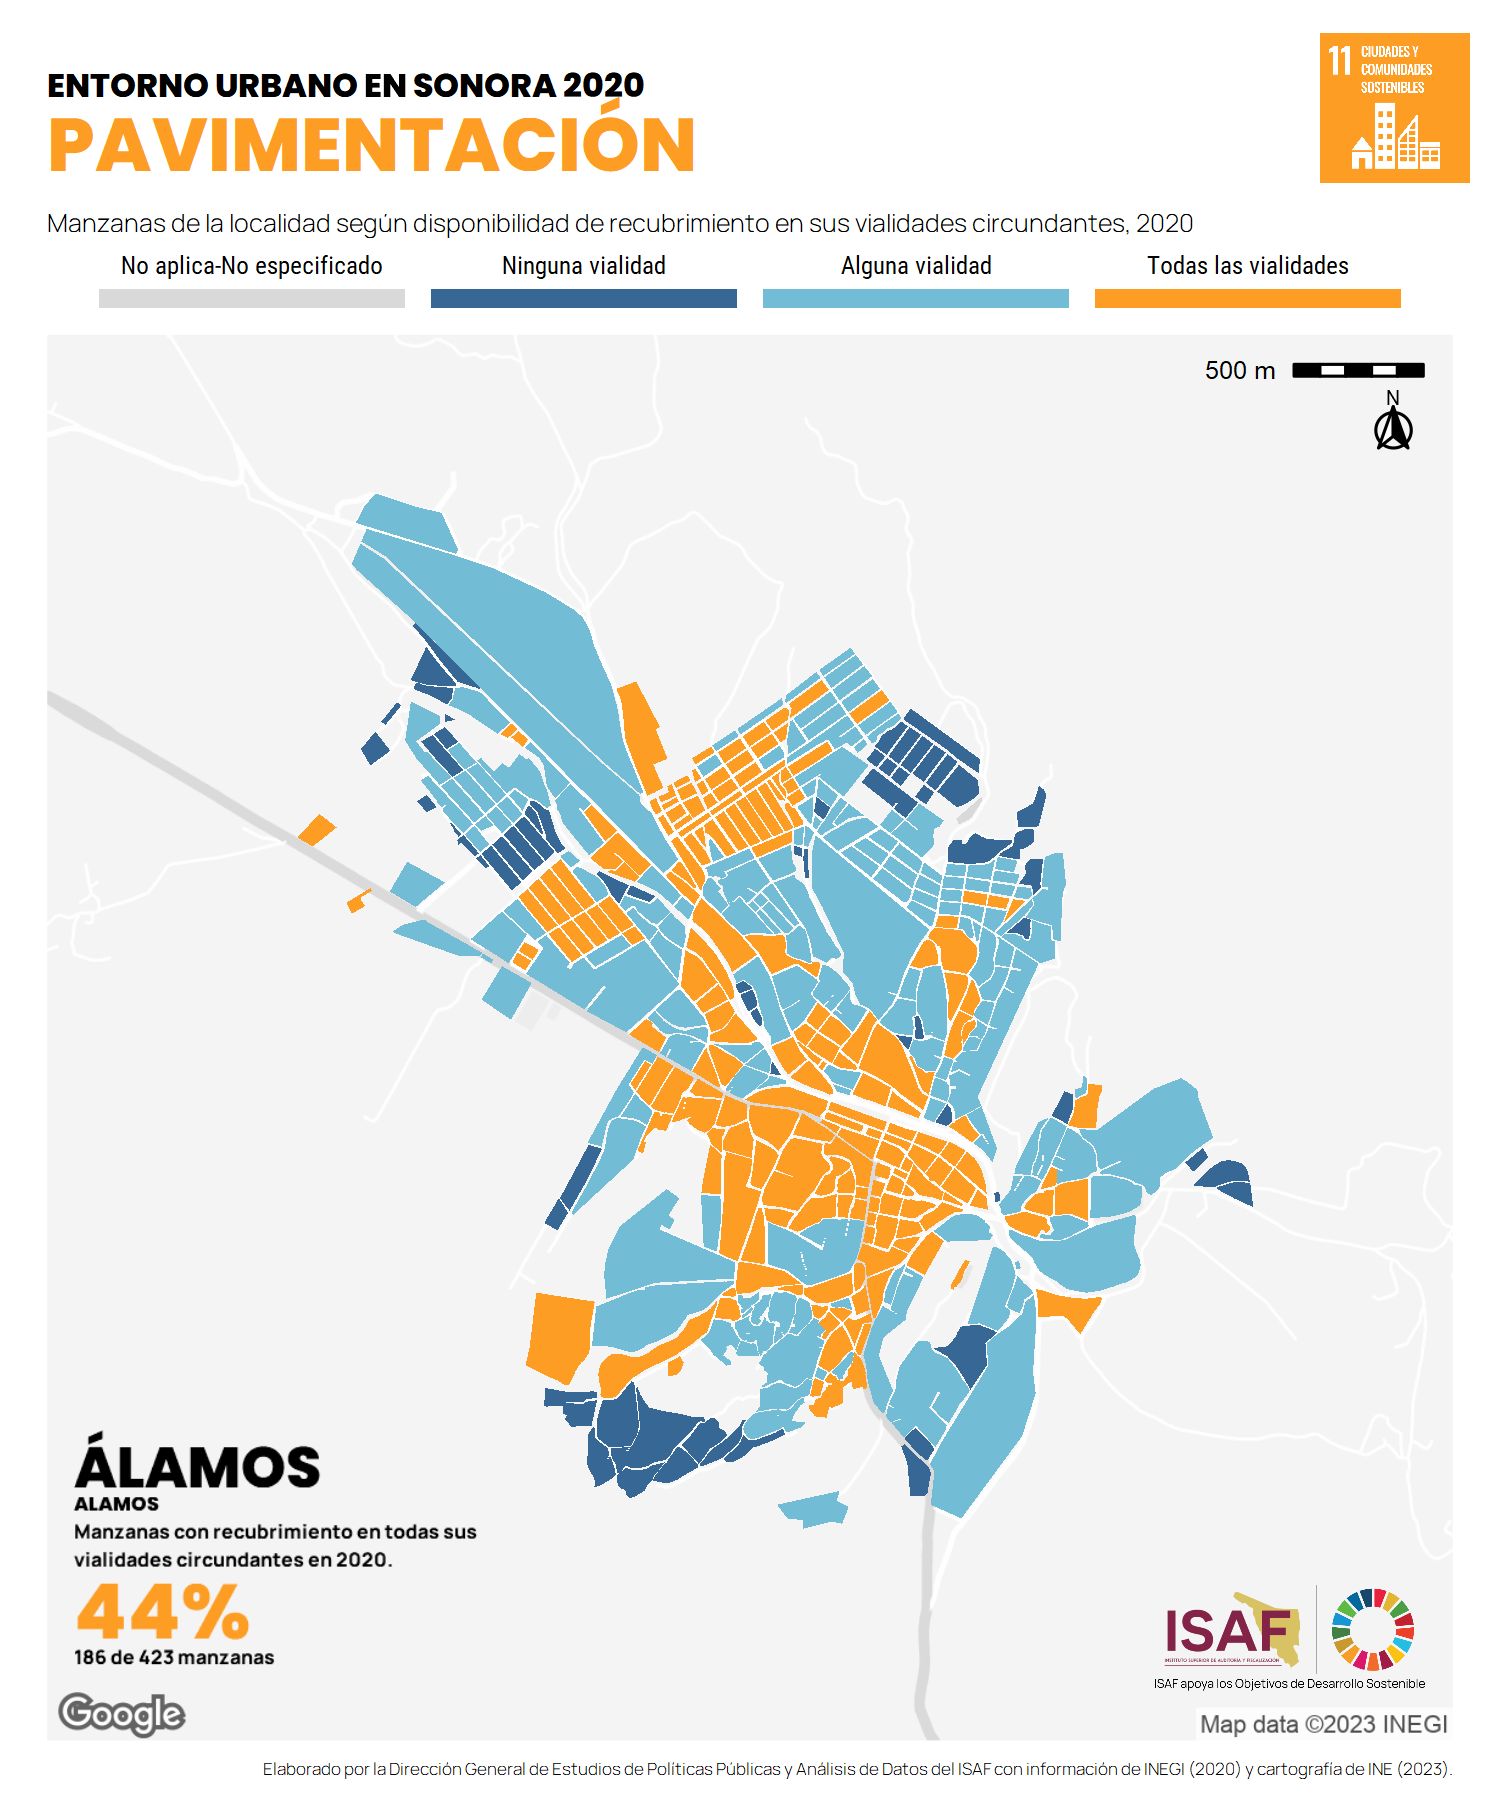 ENTORNO URBANO EN SONORA 2020
PAVIMENTACIÓN
11 CIUDADES Y
COMUNIDADES
SOSTENIBLES
Manzanas de la localidad según disponibilidad de recubrimiento en sus vialidades circundantes, 2020
No aplica-No especificado
Ninguna vialidad
Alguna vialidad
Todas las vialidades
500 m
N
ÁLAMOS
ALAMOS
Manzanas con recubrimiento en todas sus
vialidades circundantes en 2020.
44%
186 de 423 manzanas
Google
ISAF
INSTITUTO SUPERIOR DE AUDITORÍA Y FISCALIZACIÓN
ISAF apoya los Objetivos de Desarrollo Sostenible
Map data ©2023 INEGI
Elaborado por la Dirección General de Estudios de Políticas Públicas y Análisis de Datos del ISAF con información de INEGI (2020) y cartografía de INE (2023).